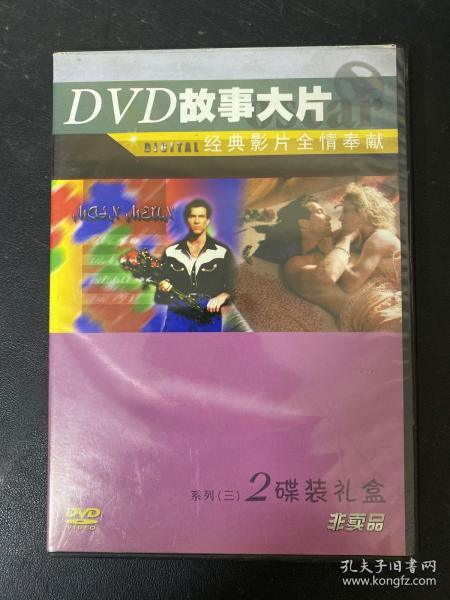 DVD故事大片
DIGITAL 经典影片全情奉献
系列(三) 2碟装礼盒
DVD
VIDEO
非卖品
孔夫子旧书网
www.kongfz.com